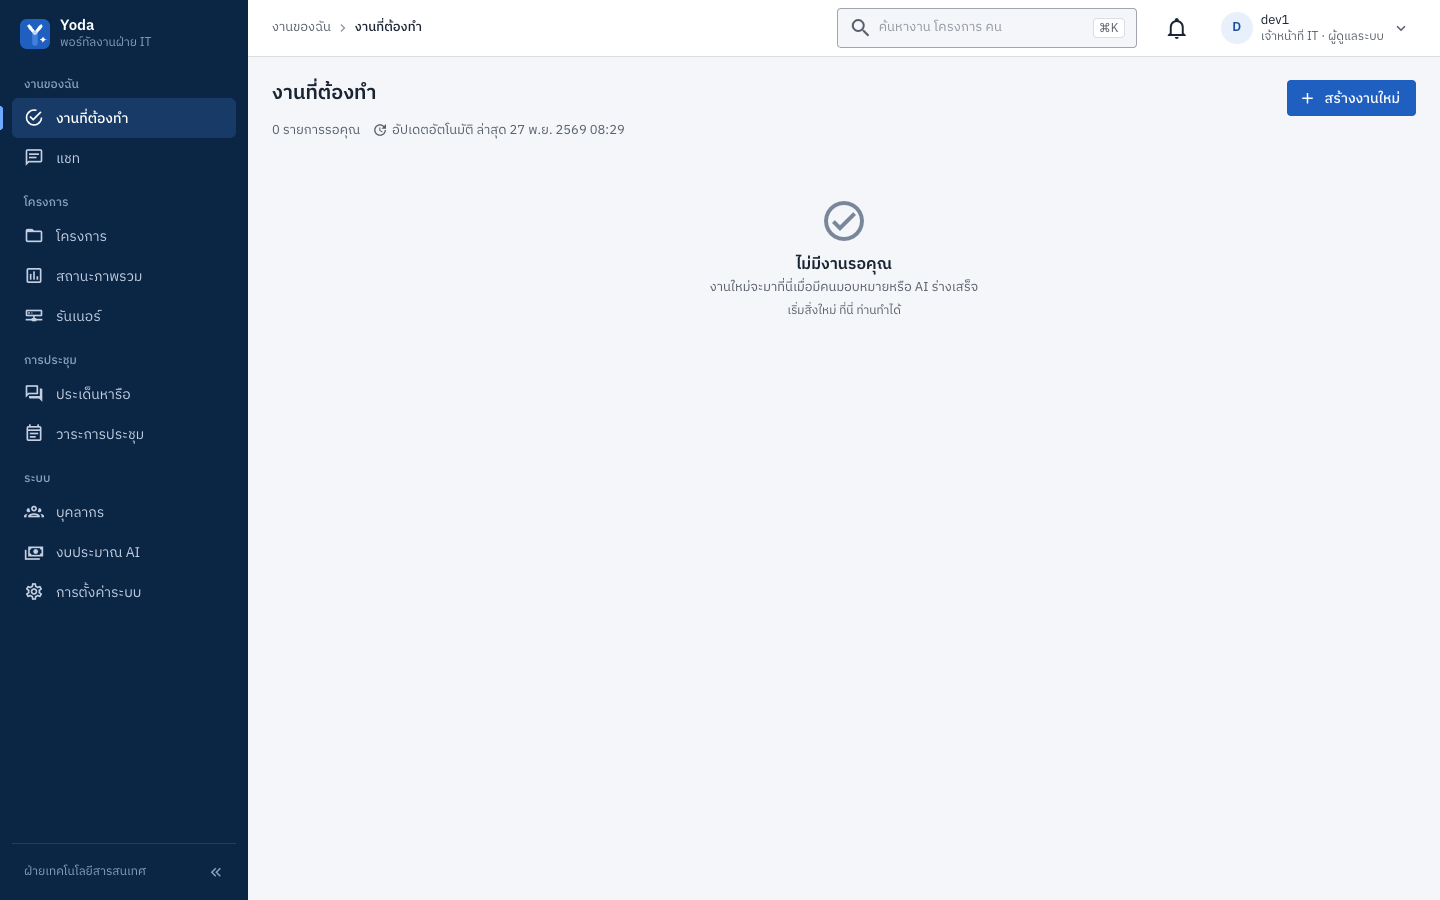 Yoda
พอร์ทัลงานฝ่าย IT
งานของฉัน
งานที่ต้องทำ
แชท
โครงการ
โครงการ
สถานะภาพรวม
รันเนอร์
การประชุม
ประเด็นหารือ
วาระการประชุม
ระบบ
บุคลากร
งบประมาณ AI
การตั้งค่าระบบ
ฝ่ายเทคโนโลยีสารสนเทศ
งานของฉัน งานที่ต้องทำ
ค้นหางาน โครงการ คน ⌘K
D
dev1
เจ้าหน้าที่ IT · ผู้ดูแลระบบ
งานที่ต้องทำ
สร้างงานใหม่
0 รายการรอคุณ อัปเดตอัตโนมัติ ล่าสุด 27 พ.ย. 2569 08:29
ไม่มีงานรอคุณ
งานใหม่จะมาที่นี่เมื่อมีคนมอบหมายหรือ AI ร่างเสร็จ
เริ่มสิ่งใหม่ ที่นี่ ท่านทำได้